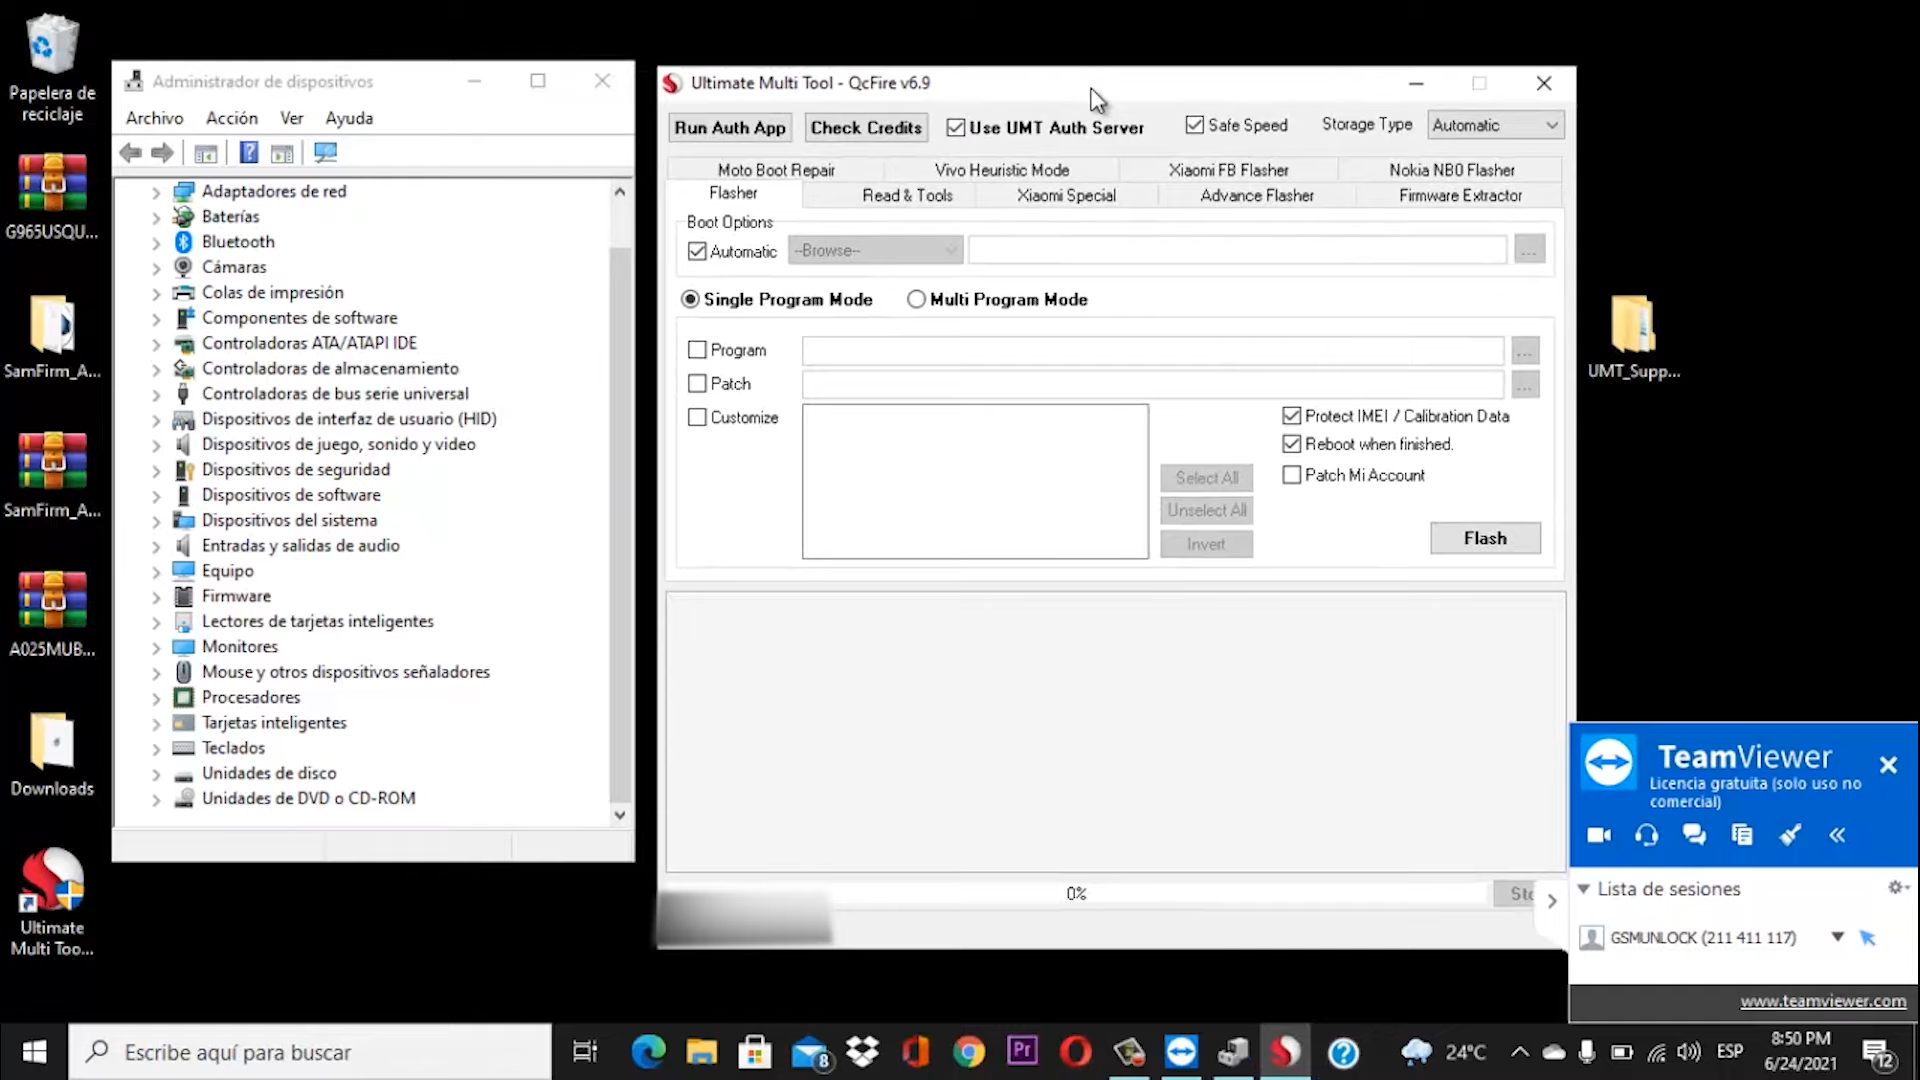 Papelera de
reciclaje
G965USQU...
SamFirm_A...
SamFirm_A...
A025MUB...
Downloads
Ultimate
Multi Too...
Administrador de dispositivos
Archivo Acción Ver Ayuda
Adaptadores de red
Baterías
Bluetooth
Cámaras
Colas de impresión
Componentes de software
Controladoras ATA/ATAPI IDE
Controladoras de almacenamiento
Controladoras de bus serie universal
Dispositivos de interfaz de usuario (HID)
Dispositivos de juego, sonido y video
Dispositivos de seguridad
Dispositivos de software
Dispositivos del sistema
Entradas y salidas de audio
Equipo
Firmware
Lectores de tarjetas inteligentes
Monitores
Mouse y otros dispositivos señaladores
Procesadores
Tarjetas inteligentes
Teclados
Unidades de disco
Unidades de DVD o CD-ROM
Ultimate Multi Tool - QcFire v6.9
Run Auth App Check Credits Use UMT Auth Server Safe Speed Storage Type Automatic
Moto Boot Repair Vivo Heuristic Mode Xiaomi FB Flasher Nokia NB0 Flasher
Flasher Read & Tools Xiaomi Special Advance Flasher Firmware Extractor
Boot Options
Automatic --Browse-- ...
Single Program Mode Multi Program Mode
Program ...
Patch ...
Customize
Protect IMEI / Calibration Data
Reboot when finished.
Patch Mi Account
Select All
Unselect All
Invert
Flash
0%
UMT_Supp...
TeamViewer
Licencia gratuita (solo uso no
comercial)
Lista de sesiones
GSMUNLOCK (211 411 117)
www.teamviewer.com
Escribe aquí para buscar
8
Pr
24°C
ESP
8:50 PM
6/24/2021
12